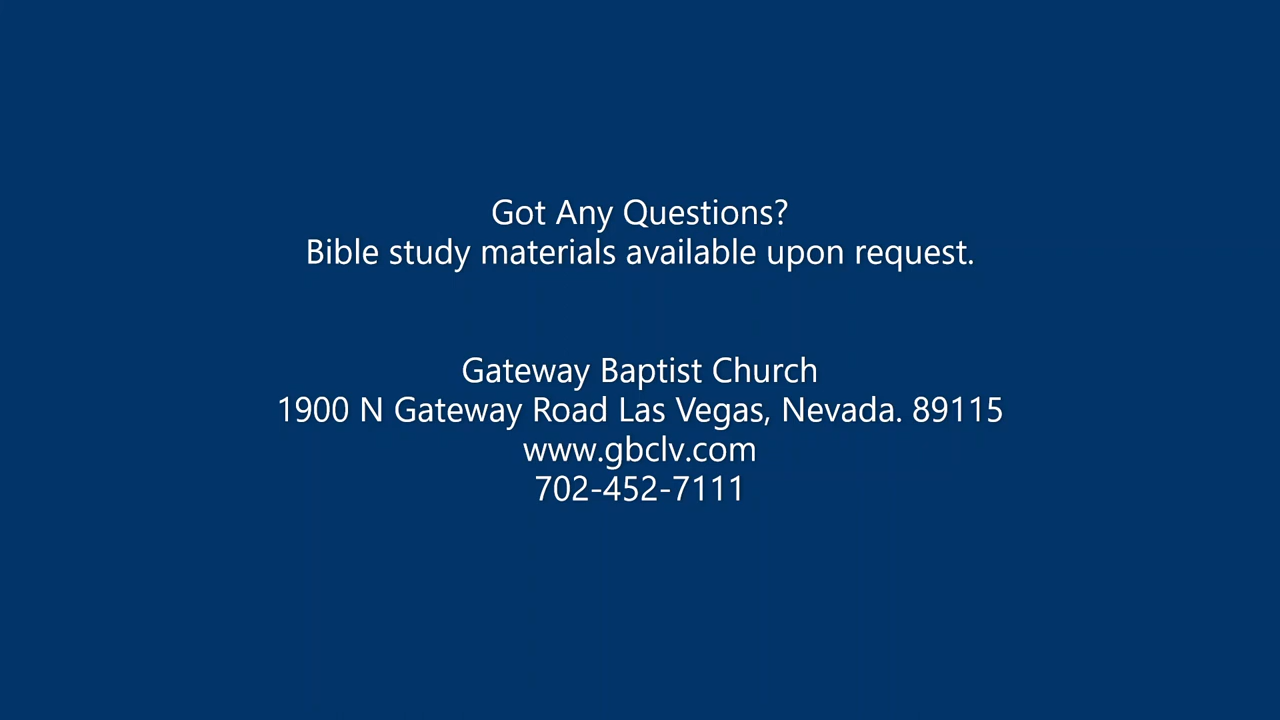 Got Any Questions?
Bible study materials available upon request.
Gateway Baptist Church
1900 N Gateway Road Las Vegas, Nevada. 89115
www.gbclv.com
702-452-7111